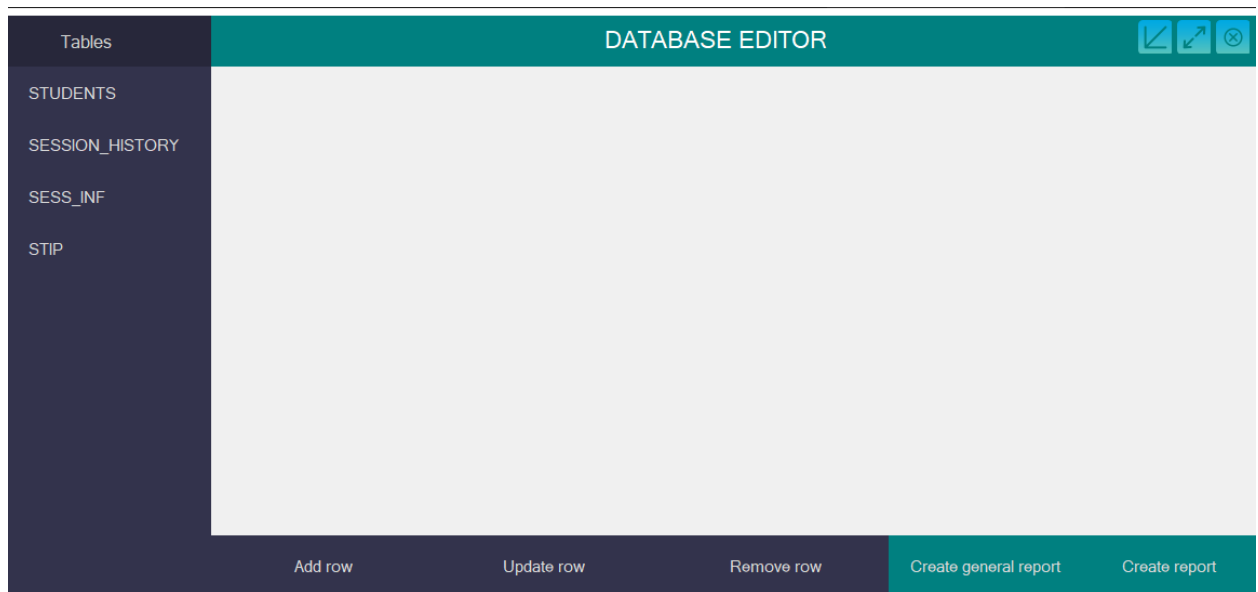 Tables
DATABASE EDITOR
STUDENTS
SESSION_HISTORY
SESS_INF
STIP
Add row
Update row
Remove row
Create general report
Create report